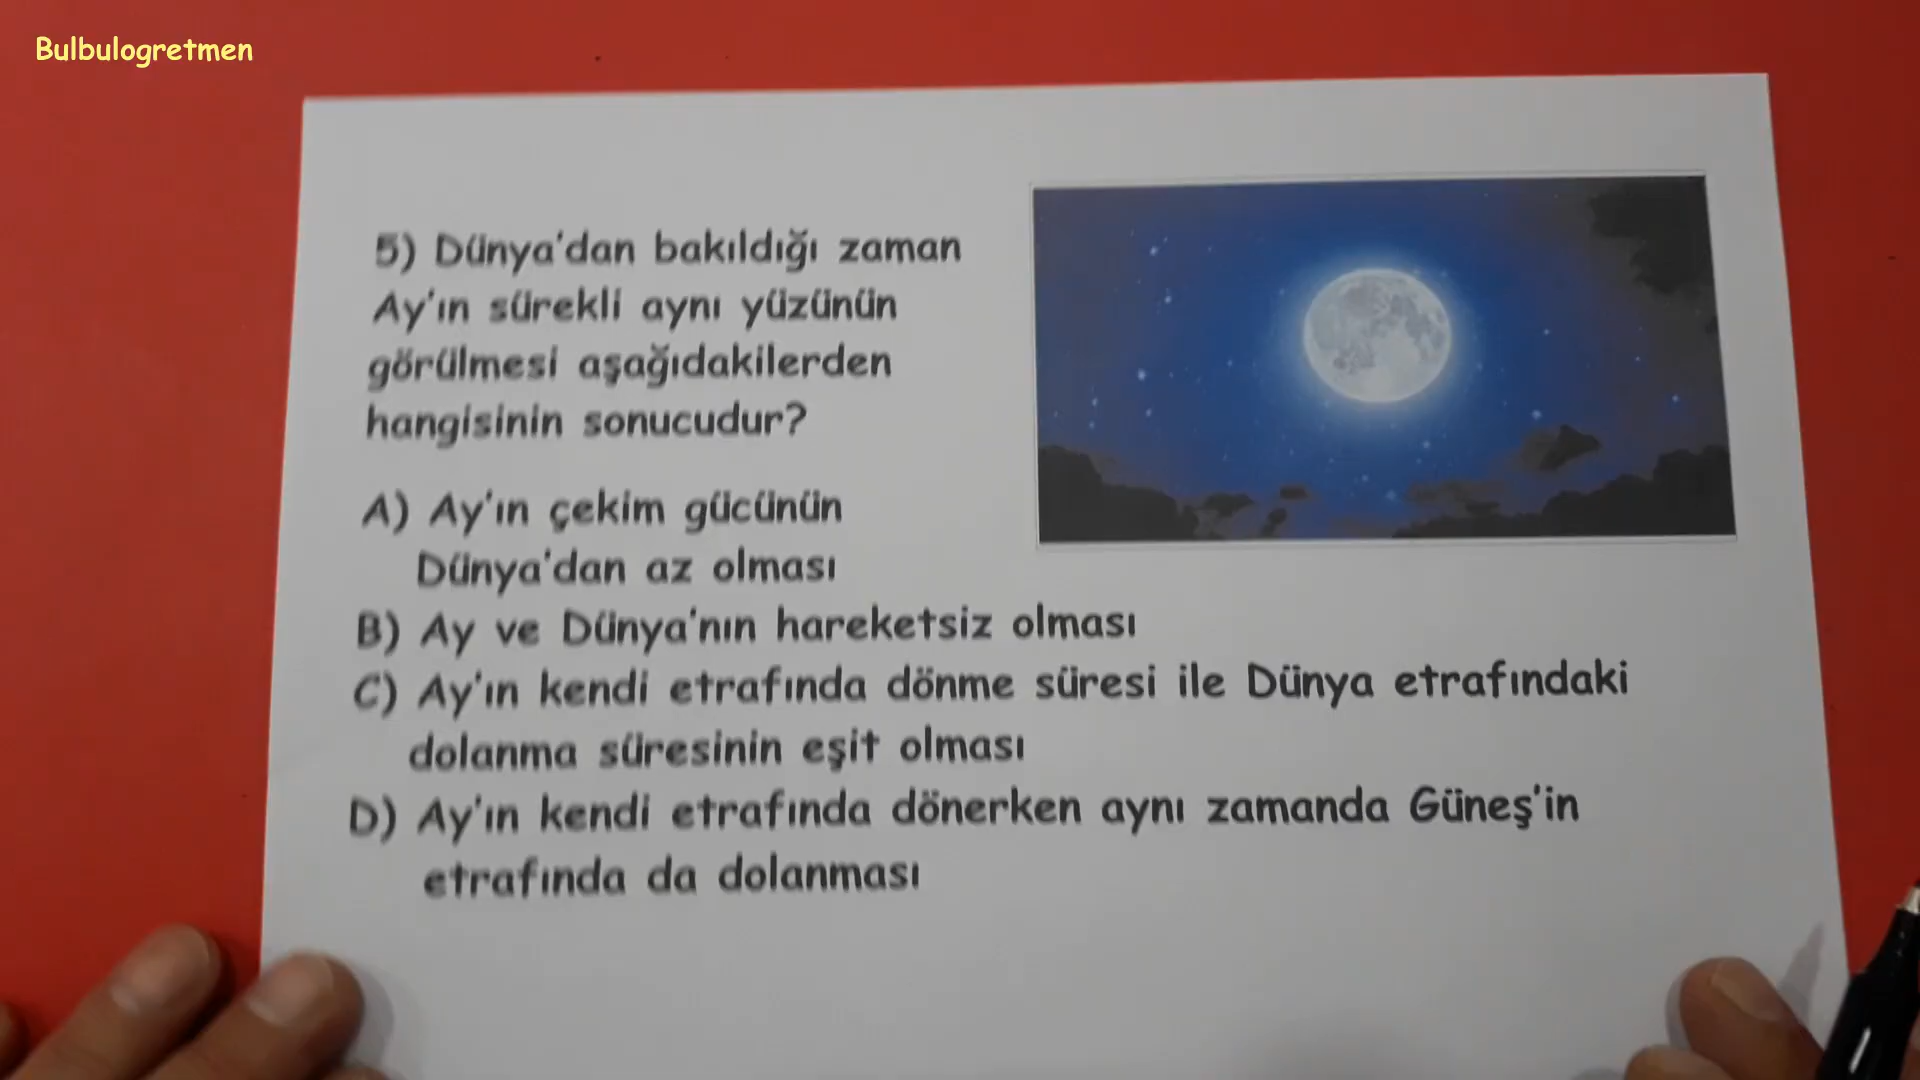 Bulbulogretmen
5) Dünya'dan bakıldığı zaman
Ay'ın sürekli aynı yüzünün
görülmesi aşağıdakilerden
hangisinin sonucudur?
A) Ay'ın çekim gücünün
Dünya'dan az olması
B) Ay ve Dünya'nın hareketsiz olması
C) Ay'ın kendi etrafında dönme süresi ile Dünya etrafındaki
dolanma süresinin eşit olması
D) Ay'ın kendi etrafında dönerken aynı zamanda Güneş'in
etrafında da dolanması